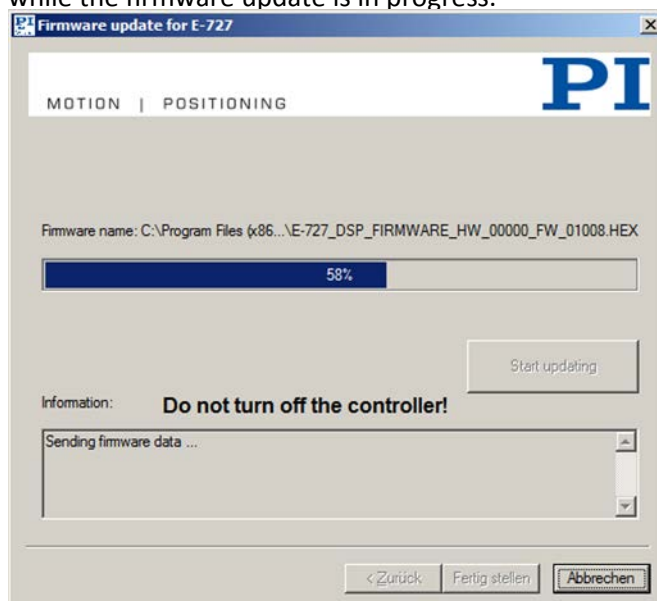 while the firmware update is in progress.
Firmware update for E-727
PI
MOTION | POSITIONING
Firmware name: C:\Program Files (x86...\E-727_DSP_FIRMWARE_HW_00000_FW_01008.HEX
58%
Start updating
Information: Do not turn off the controller!
Sending firmware data ...
< Zurück Fertig stellen Abbrechen